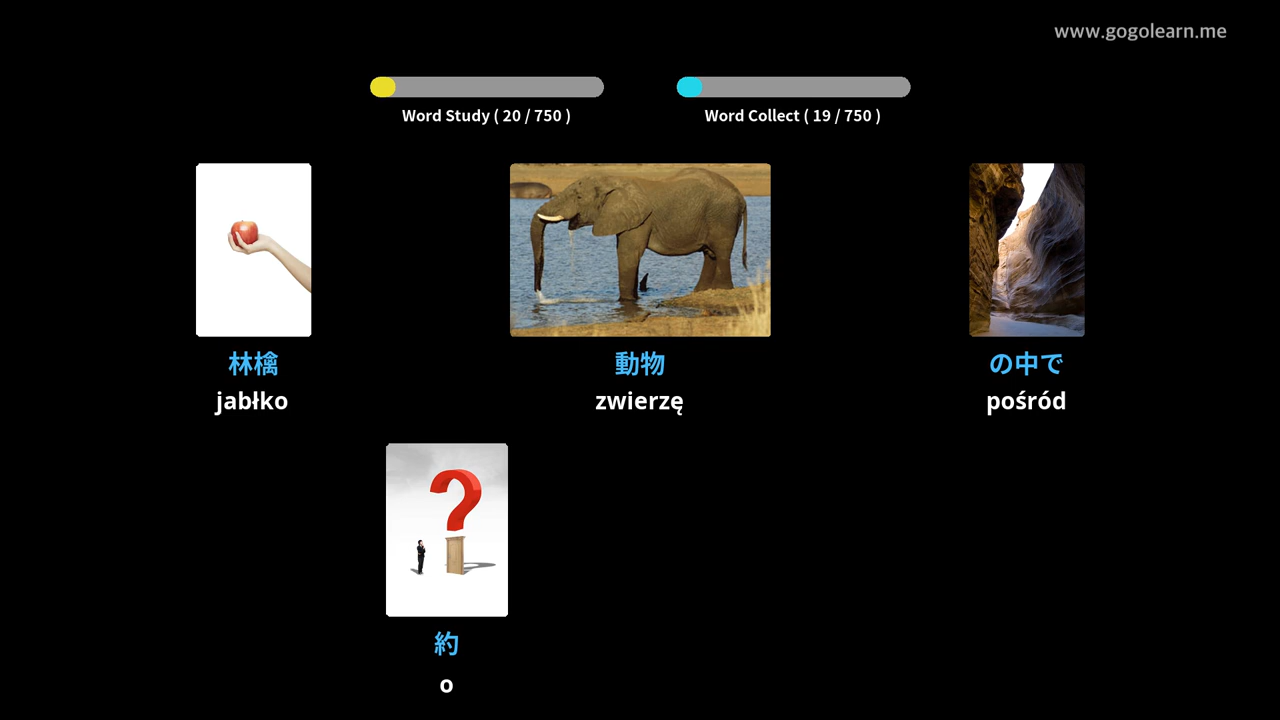 www.gogolearn.me
Word Study ( 20 / 750 )
Word Collect ( 19 / 750 )
林檎
jabłko
動物
zwierzę
の中で
pośród
約
o